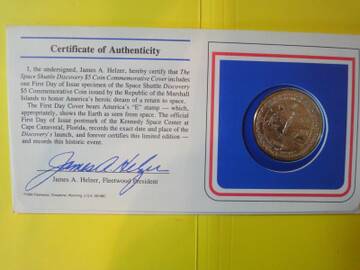 Certificate of Authenticity
I, the undersigned, James A. Helzer, hereby certify that The
Space Shuttle Discovery $5 Coin Commemorative Cover includes
one First Day of Issue specimen of the Space Shuttle Discovery
$5 Commemorative Coin issued by the Republic of the Marshall
Islands to honor America's heroic dream of a return to space.
The First Day Cover bears America's "E" stamp — which,
appropriately, shows the Earth as seen from space. The official
First Day of Issue postmark of the Kennedy Space Center at
Cape Canaveral, Florida, records the exact date and place of the
Discovery's launch, and forever certifies this limited edition —
and records this historic event.
James A. Helzer
James A. Helzer, Fleetwood President